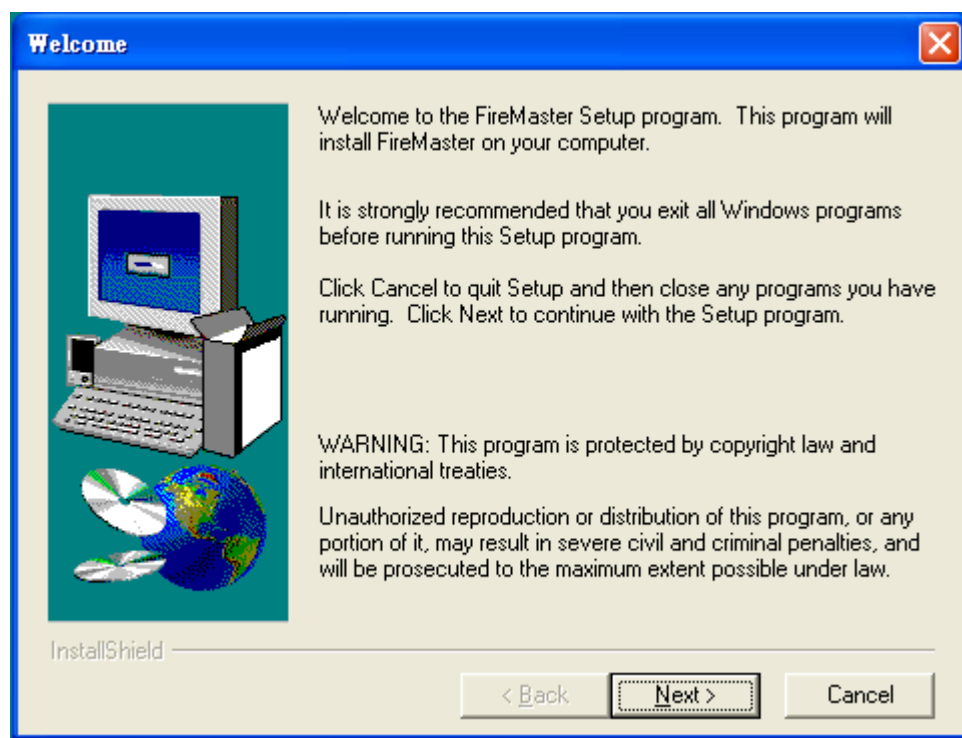 Welcome
Welcome to the FireMaster Setup program. This program will
install FireMaster on your computer.
It is strongly recommended that you exit all Windows programs
before running this Setup program.
Click Cancel to quit Setup and then close any programs you have
running. Click Next to continue with the Setup program.
WARNING: This program is protected by copyright law and
international treaties.
Unauthorized reproduction or distribution of this program, or any
portion of it, may result in severe civil and criminal penalties, and
will be prosecuted to the maximum extent possible under law.
InstallShield
< Back
Next >
Cancel